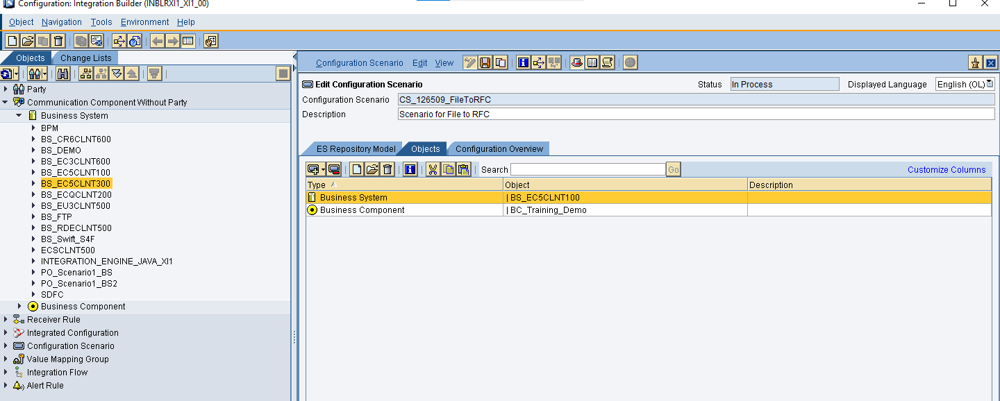 Configuration: Integration Builder (INBLRXI1_XI1_00)
Object Navigation Tools Environment Help
Objects Change Lists
Party
Communication Component Without Party
Business System
BPM
BS_CR6CLNT600
BS_DEMO
BS_EC3CLNT600
BS_EC5CLNT100
BS_EC5CLNT300
BS_ECQCLNT200
BS_EU3CLNT500
BS_FTP
BS_RDECLNT500
BS_Swift_S4F
ECSCLNT500
INTEGRATION_ENGINE_JAVA_XI1
PO_Scenario1_BS
PO_Scenario1_BS2
SDFC
Business Component
Receiver Rule
Integrated Configuration
Configuration Scenario
Value Mapping Group
Integration Flow
Alert Rule
Configuration Scenario Edit View
Edit Configuration Scenario Status In Process Displayed Language English (OL)
Configuration Scenario CS_126509_FileToRFC
Description Scenario for File to RFC
ES Repository Model Objects Configuration Overview
Search Go Customize Columns
Type Object Description
Business System | BS_EC5CLNT100
Business Component | BC_Training_Demo